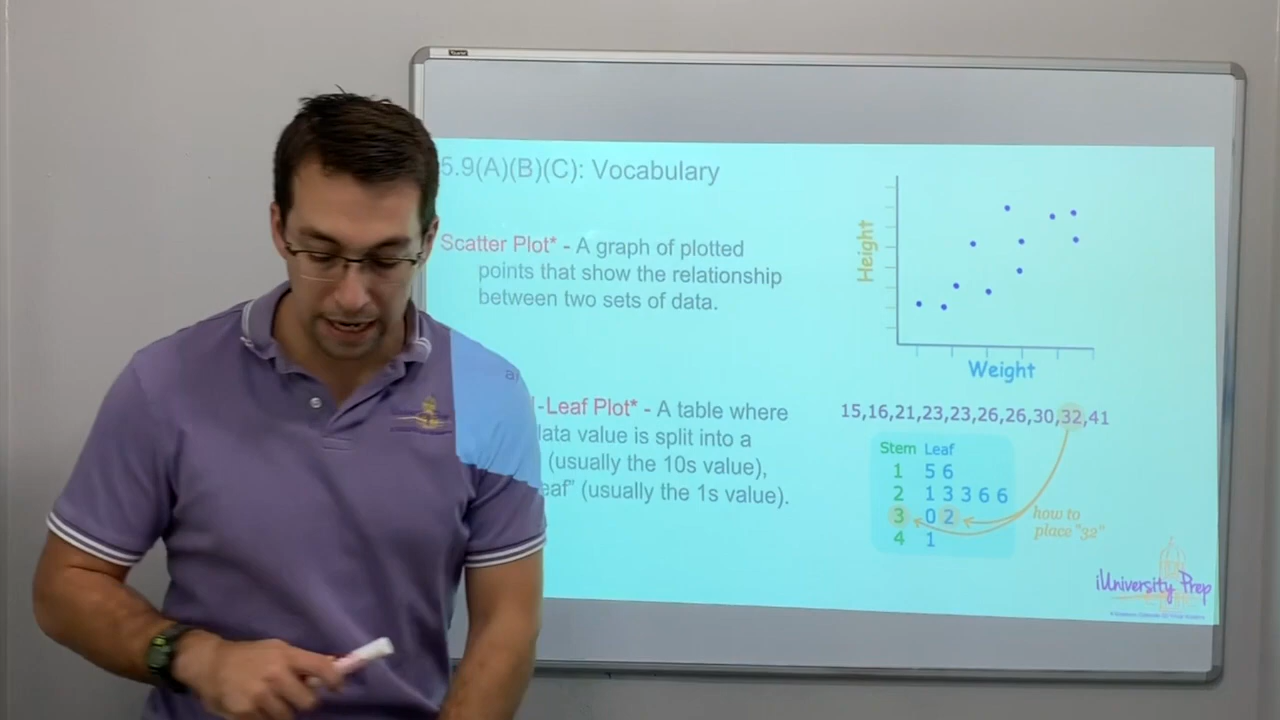 5.9(A)(B)(C): Vocabulary
Scatter Plot* - A graph of plotted
points that show the relationship
between two sets of data.
-Leaf Plot* - A table where
data value is split into a
(usually the 10s value),
eaf" (usually the 1s value).
Height
Weight
15,16,21,23,23,26,26,30,32,41
Stem Leaf
1 5 6
2 1 3 3 6 6
3 0 2
4 1
how to
place "32"
iUniversity Prep